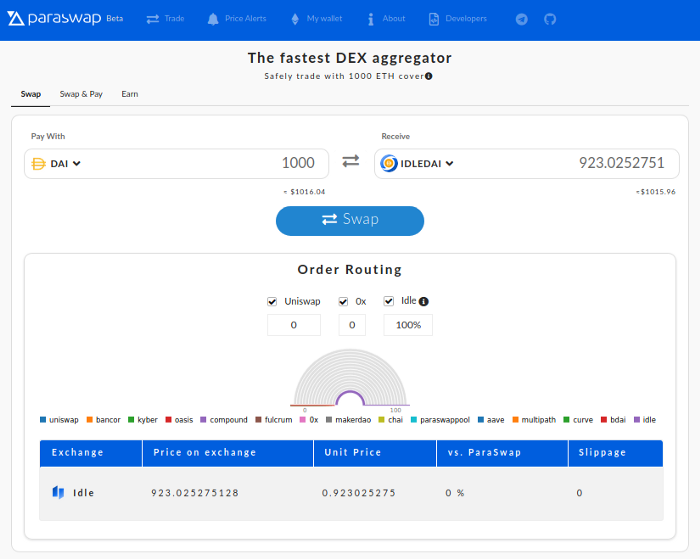 paraswap Beta Trade Price Alerts My wallet About Developers
The fastest DEX aggregator
Safely trade with 1000 ETH cover
Swap Swap & Pay Earn
Pay With Receive
DAI 1000 IDLEDAI 923.0252751
≈ $1016.04 ≈$1015.96
Swap
Order Routing
Uniswap 0x Idle
0 0 100%
0 100
uniswap bancor kyber oasis compound fulcrum 0x makerdao chai paraswappool aave multipath curve bdai idle
Exchange Price on exchange Unit Price vs. ParaSwap Slippage
Idle 923.025275128 0.923025275 0 % 0